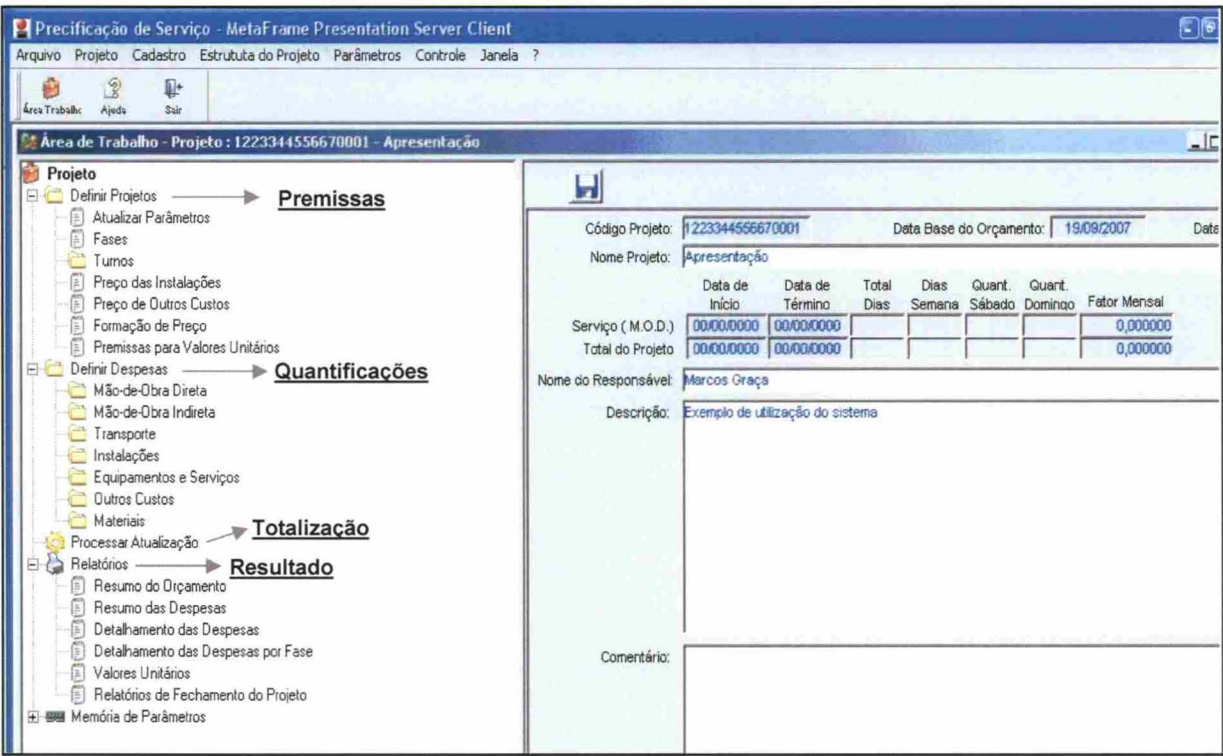 Precificação de Serviço - MetaFrame Presentation Server Client
Arquivo Projeto Cadastro Estrututa do Projeto Parâmetros Controle Janela ?
Área Trabalhc Ajuda Sair
Área de Trabalho - Projeto : 1223344556670001 - Apresentação
Projeto
Definir Projetos Premissas
Atualizar Parâmetros
Fases
Turnos
Preço das Instalações
Preço de Outros Custos
Formação de Preço
Premissas para Valores Unitários
Definir Despesas Quantificações
Mão-de-Obra Direta
Mão-de-Obra Indireta
Transporte
Instalações
Equipamentos e Serviços
Outros Custos
Materiais
Processar Atualização Totalização
Relatórios Resultado
Resumo do Orçamento
Resumo das Despesas
Detalhamento das Despesas
Detalhamento das Despesas por Fase
Valores Unitários
Relatórios de Fechamento do Projeto
Memória de Parâmetros
Código Projeto: 1223344556670001 Data Base do Orçamento: 19/09/2007 Data
Nome Projeto: Apresentação
Data de Data de Total Dias Quant. Quant.
Início Término Dias Semana Sábado Domingo Fator Mensal
Serviço ( M.O.D.) 00/00/0000 00/00/0000 0,000000
Total do Projeto 00/00/0000 00/00/0000 0,000000
Nome do Responsável: Marcos Graça
Descrição: Exemplo de utilização do sistema
Comentário: